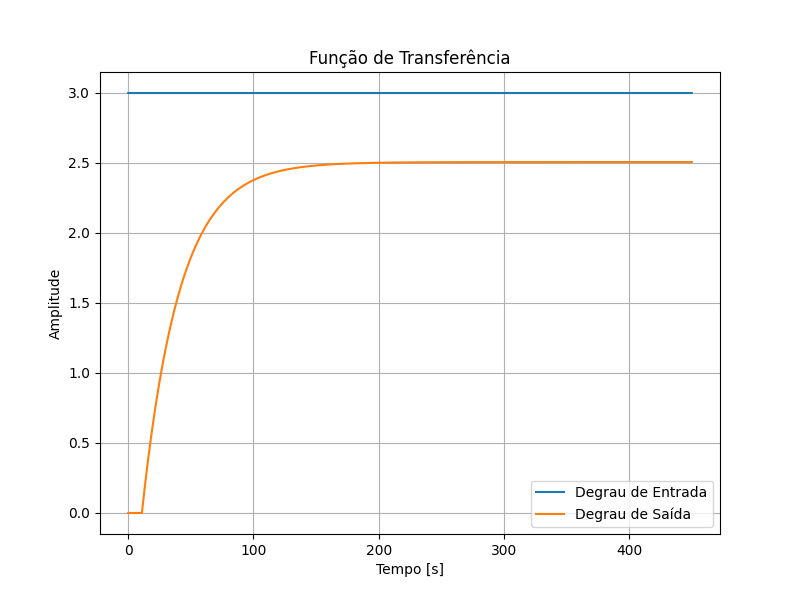 Função de Transferência
3.0
2.5
2.0
1.5
1.0
0.5
0.0
Amplitude
0 100 200 300 400
Tempo [s]
Degrau de Entrada
Degrau de Saída